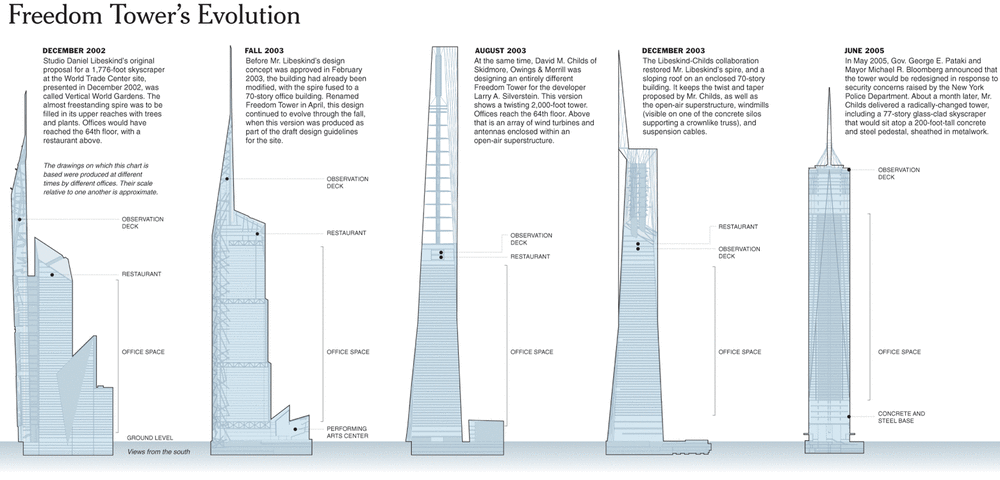 Freedom Tower's Evolution
DECEMBER 2002
Studio Daniel Libeskind's original
proposal for a 1,776-foot skyscraper
at the World Trade Center site,
presented in December 2002, was
called Vertical World Gardens. The
almost freestanding spire was to be
filled in its upper reaches with trees
and plants. Offices would have
reached the 64th floor, with a
restaurant above.
The drawings on which this chart is
based were produced at different
times by different offices. Their scale
relative to one another is approximate.
OBSERVATION
DECK
RESTAURANT
OFFICE SPACE
GROUND LEVEL
Views from the south
FALL 2003
Before Mr. Libeskind's design
concept was approved in February
2003, the building had already been
modified, with the spire fused to a
70-story office building. Renamed
Freedom Tower in April, this design
continued to evolve through the fall,
when this version was produced as
part of the draft design guidelines
for the site.
OBSERVATION
DECK
RESTAURANT
OFFICE SPACE
PERFORMING
ARTS CENTER
AUGUST 2003
At the same time, David M. Childs of
Skidmore, Owings & Merrill was
designing an entirely different
Freedom Tower for the developer
Larry A. Silverstein. This version
shows a twisting 2,000-foot tower.
Offices reach the 64th floor. Above
that is an array of wind turbines and
antennas enclosed within an
open-air superstructure.
OBSERVATION
DECK
RESTAURANT
OFFICE SPACE
DECEMBER 2003
The Libeskind-Childs collaboration
restored Mr. Libeskind's spire, and a
sloping roof on an enclosed 70-story
building. It keeps the twist and taper
proposed by Mr. Childs, as well as
the open-air superstructure, windmills
(visible on one of the concrete silos
supporting a crownlike truss), and
suspension cables.
RESTAURANT
OBSERVATION
DECK
OFFICE SPACE
JUNE 2005
In May 2005, Gov. George E. Pataki and
Mayor Michael R. Bloomberg announced that
the tower would be redesigned in response to
security concerns raised by the New York
Police Department. About a month later, Mr.
Childs delivered a radically-changed tower,
including a 77-story glass-clad skyscraper
that would sit atop a 200-foot-tall concrete
and steel pedestal, sheathed in metalwork.
OBSERVATION
DECK
OFFICE SPACE
CONCRETE AND
STEEL BASE